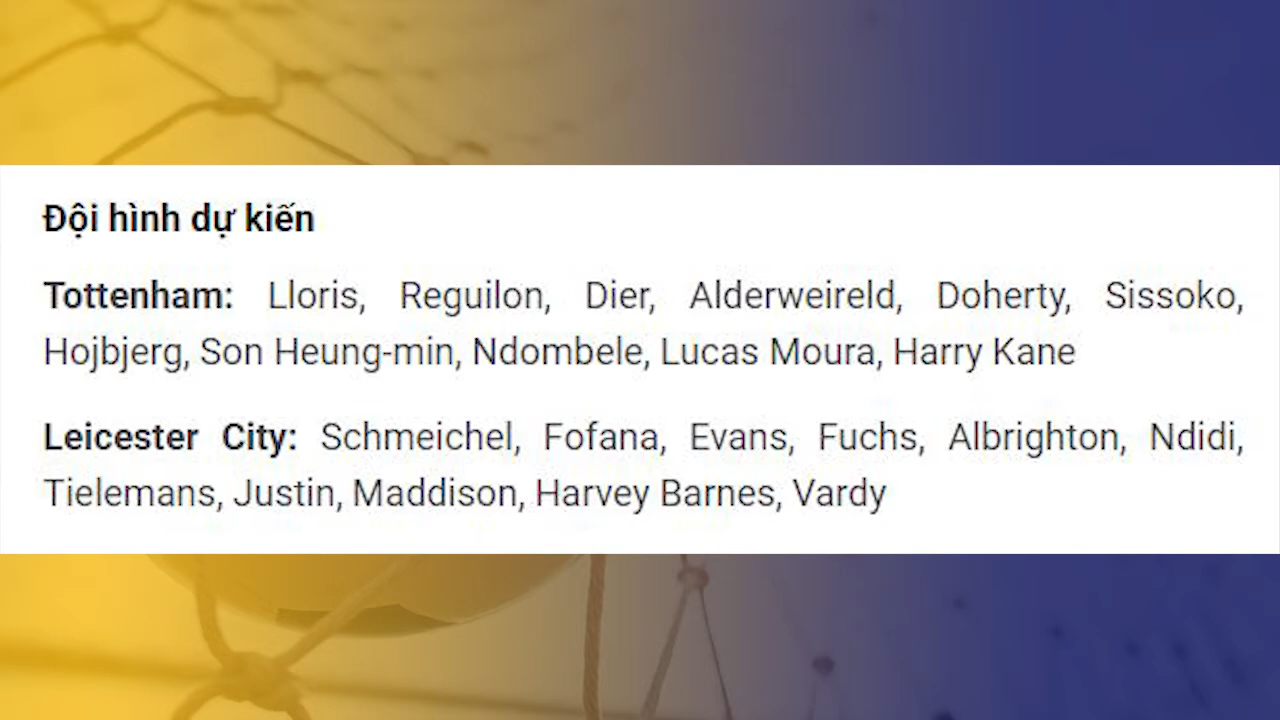 Đội hình dự kiến
Tottenham: Lloris, Reguilon, Dier, Alderweireld, Doherty, Sissoko,
Hojbjerg, Son Heung-min, Ndombele, Lucas Moura, Harry Kane
Leicester City: Schmeichel, Fofana, Evans, Fuchs, Albrighton, Ndidi,
Tielemans, Justin, Maddison, Harvey Barnes, Vardy